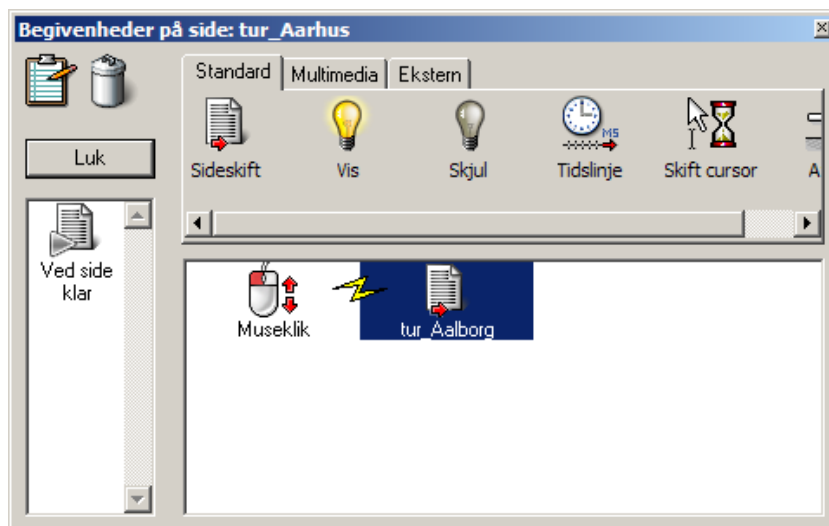 Begivenheder på side: tur_Aarhus
Standard Multimedia Ekstern
Luk
Sideskift Vis Skjul Tidslinje Skift cursor A
MS
Ved side
klar
Museklik tur_Aalborg